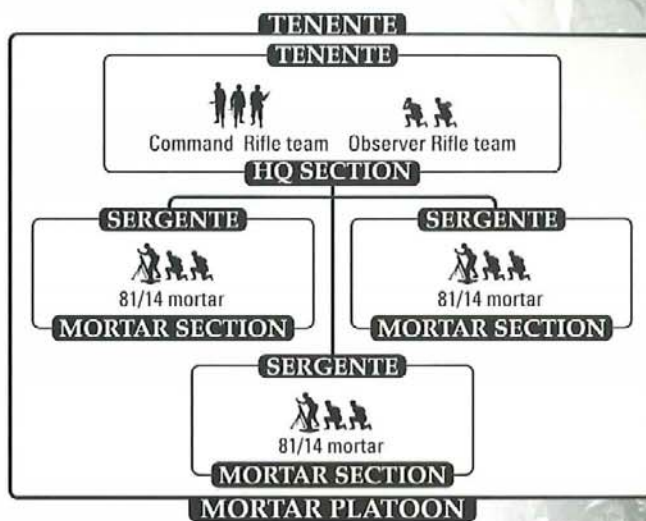 TENENTE
TENENTE
Command Rifle team Observer Rifle team
HQ SECTION
SERGENTE
81/14 mortar
MORTAR SECTION
SERGENTE
81/14 mortar
MORTAR SECTION
SERGENTE
81/14 mortar
MORTAR SECTION
MORTAR PLATOON